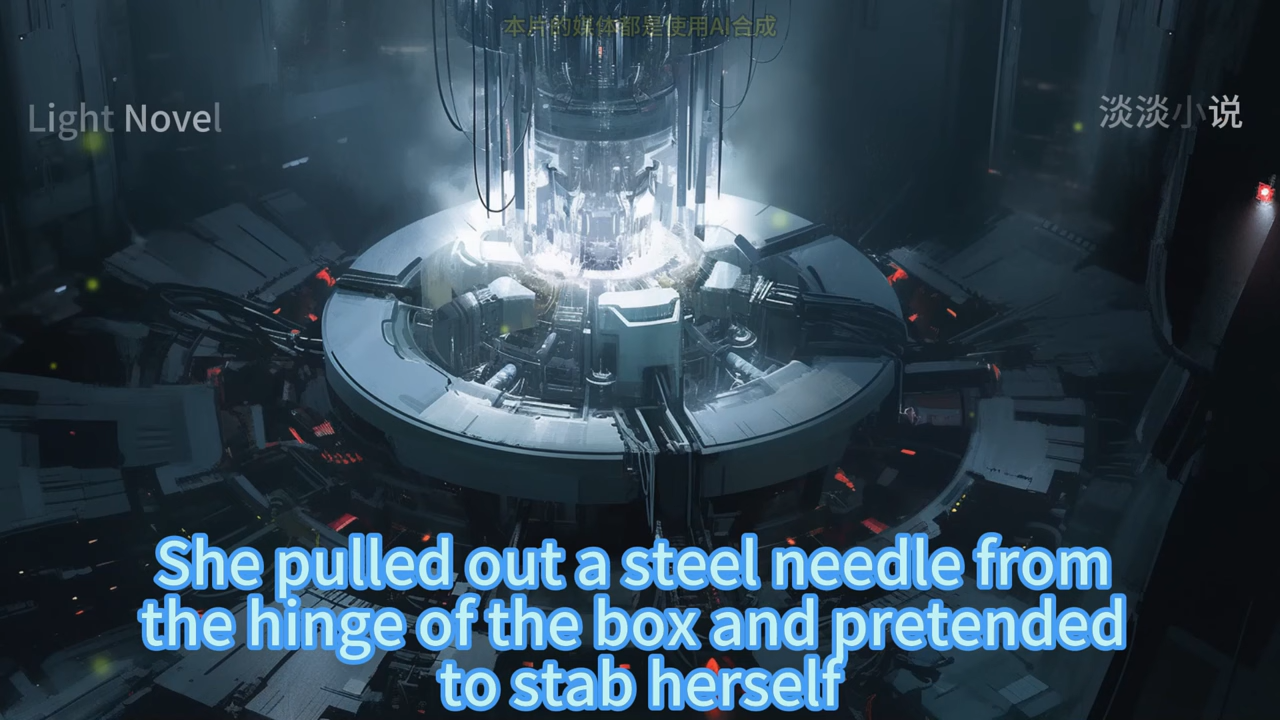 本片的媒体都是使用AI合成
Light Novel
淡淡小说
She pulled out a steel needle from
the hinge of the box and pretended
to stab herself